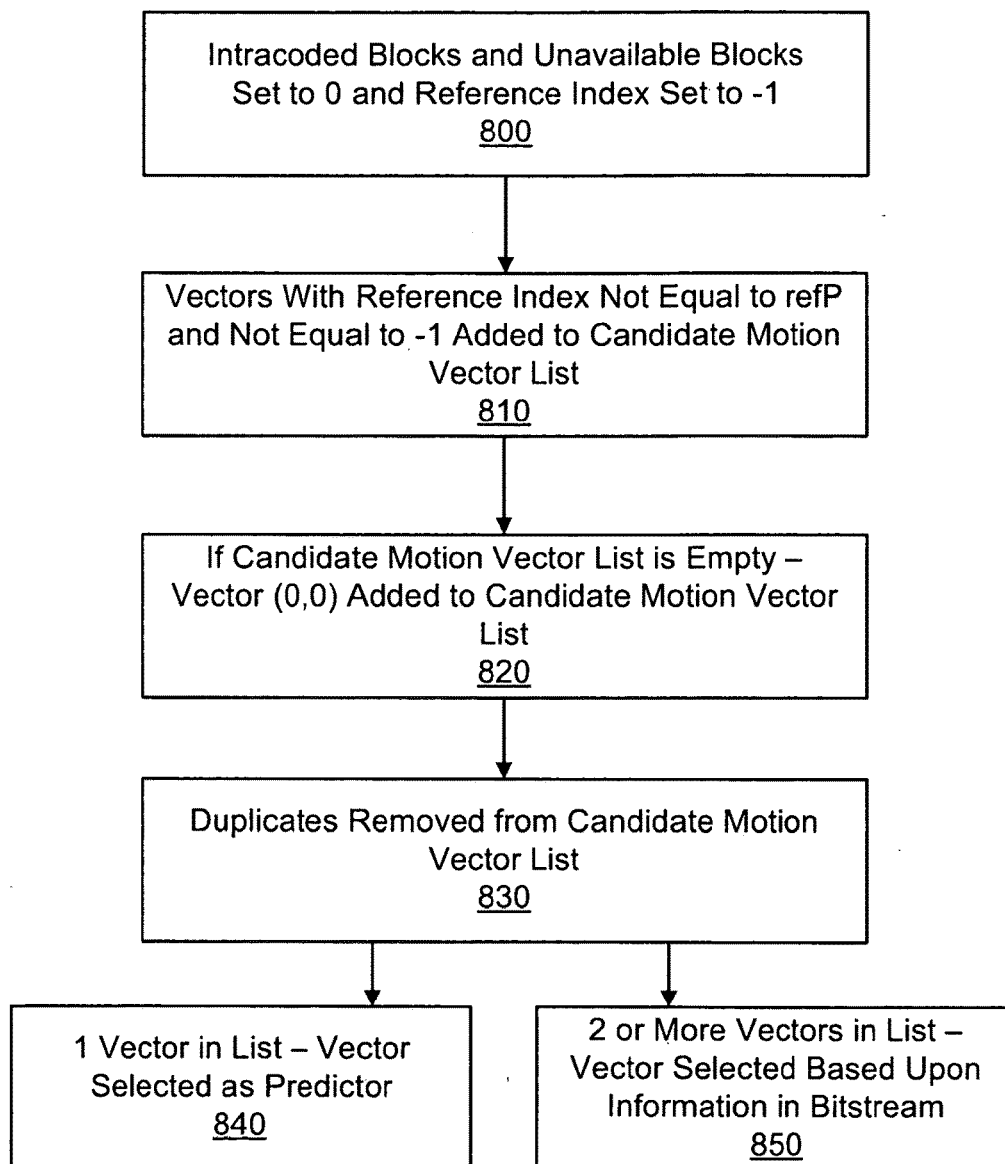 Intracoded Blocks and Unavailable Blocks
Set to 0 and Reference Index Set to -1
800
Vectors With Reference Index Not Equal to refP
and Not Equal to -1 Added to Candidate Motion
Vector List
810
If Candidate Motion Vector List is Empty –
Vector (0,0) Added to Candidate Motion Vector
List
820
Duplicates Removed from Candidate Motion
Vector List
830
1 Vector in List – Vector
Selected as Predictor
840
2 or More Vectors in List –
Vector Selected Based Upon
Information in Bitstream
850